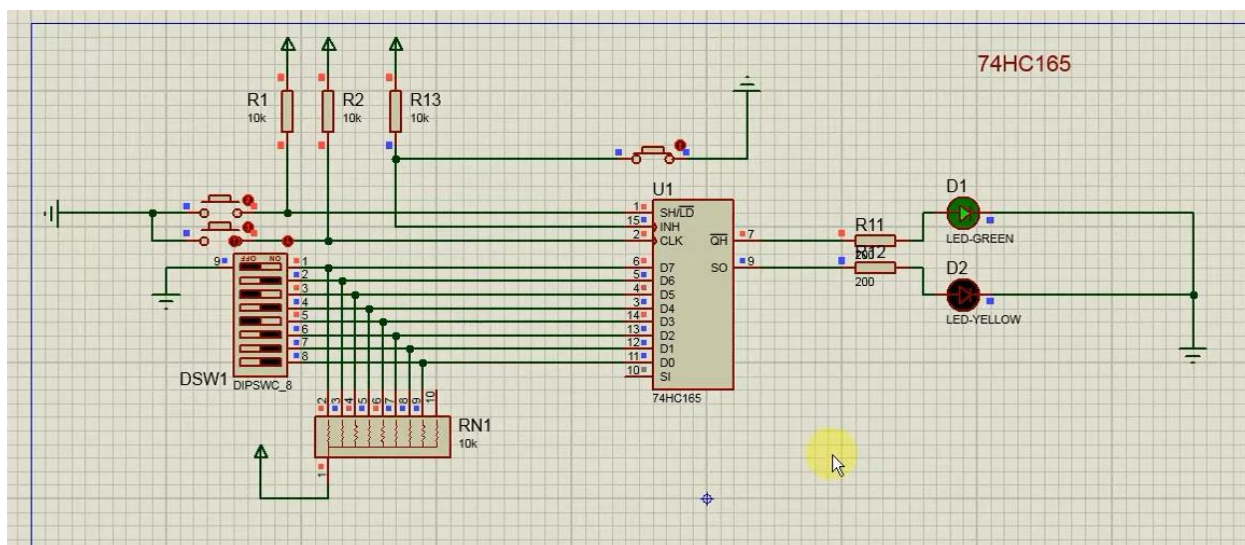 74HC165
R1
10k
R2
10k
R13
10k
U1
1
15
2
6
5
4
3
14
13
12
11
10
SH/LD
INH
CLK
D7
D6
D5
D4
D3
D2
D1
D0
SI
QH
SO
7
9
74HC165
R11
200
R12
200
D1
LED-GREEN
D2
LED-YELLOW
9
OFF ON
1
2
3
4
5
6
7
8
DSW1
DIPSWC_8
2
3
4
5
6
7
8
9
10
1
RN1
10k